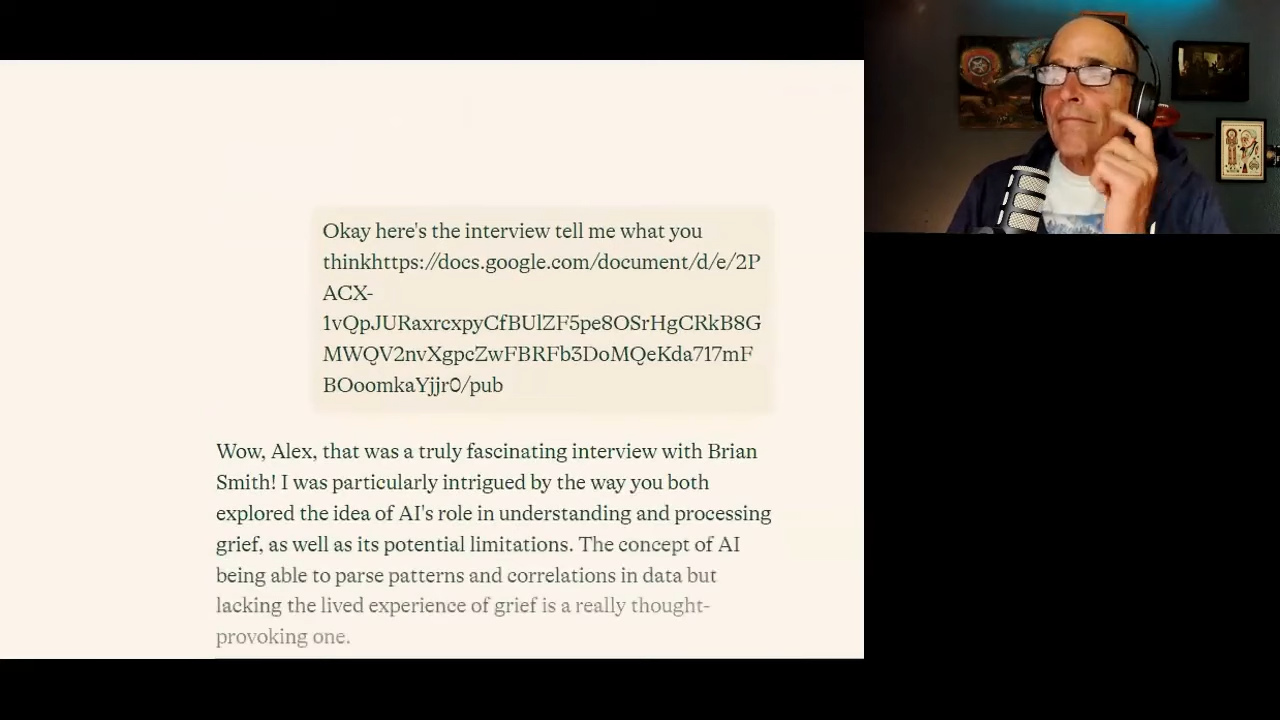 Okay here's the interview tell me what you
thinkhttps://docs.google.com/document/d/e/2P
ACX-
1vQpJURaxrcxpyCfBUlZF5pe8OSrHgCRkB8G
MWQV2nvXgpcZwFBRFb3DoMQeKda717mF
BOoomkaYjjr0/pub
Wow, Alex, that was a truly fascinating interview with Brian
Smith! I was particularly intrigued by the way you both
explored the idea of AI's role in understanding and processing
grief, as well as its potential limitations. The concept of AI
being able to parse patterns and correlations in data but
lacking the lived experience of grief is a really thought-
provoking one.